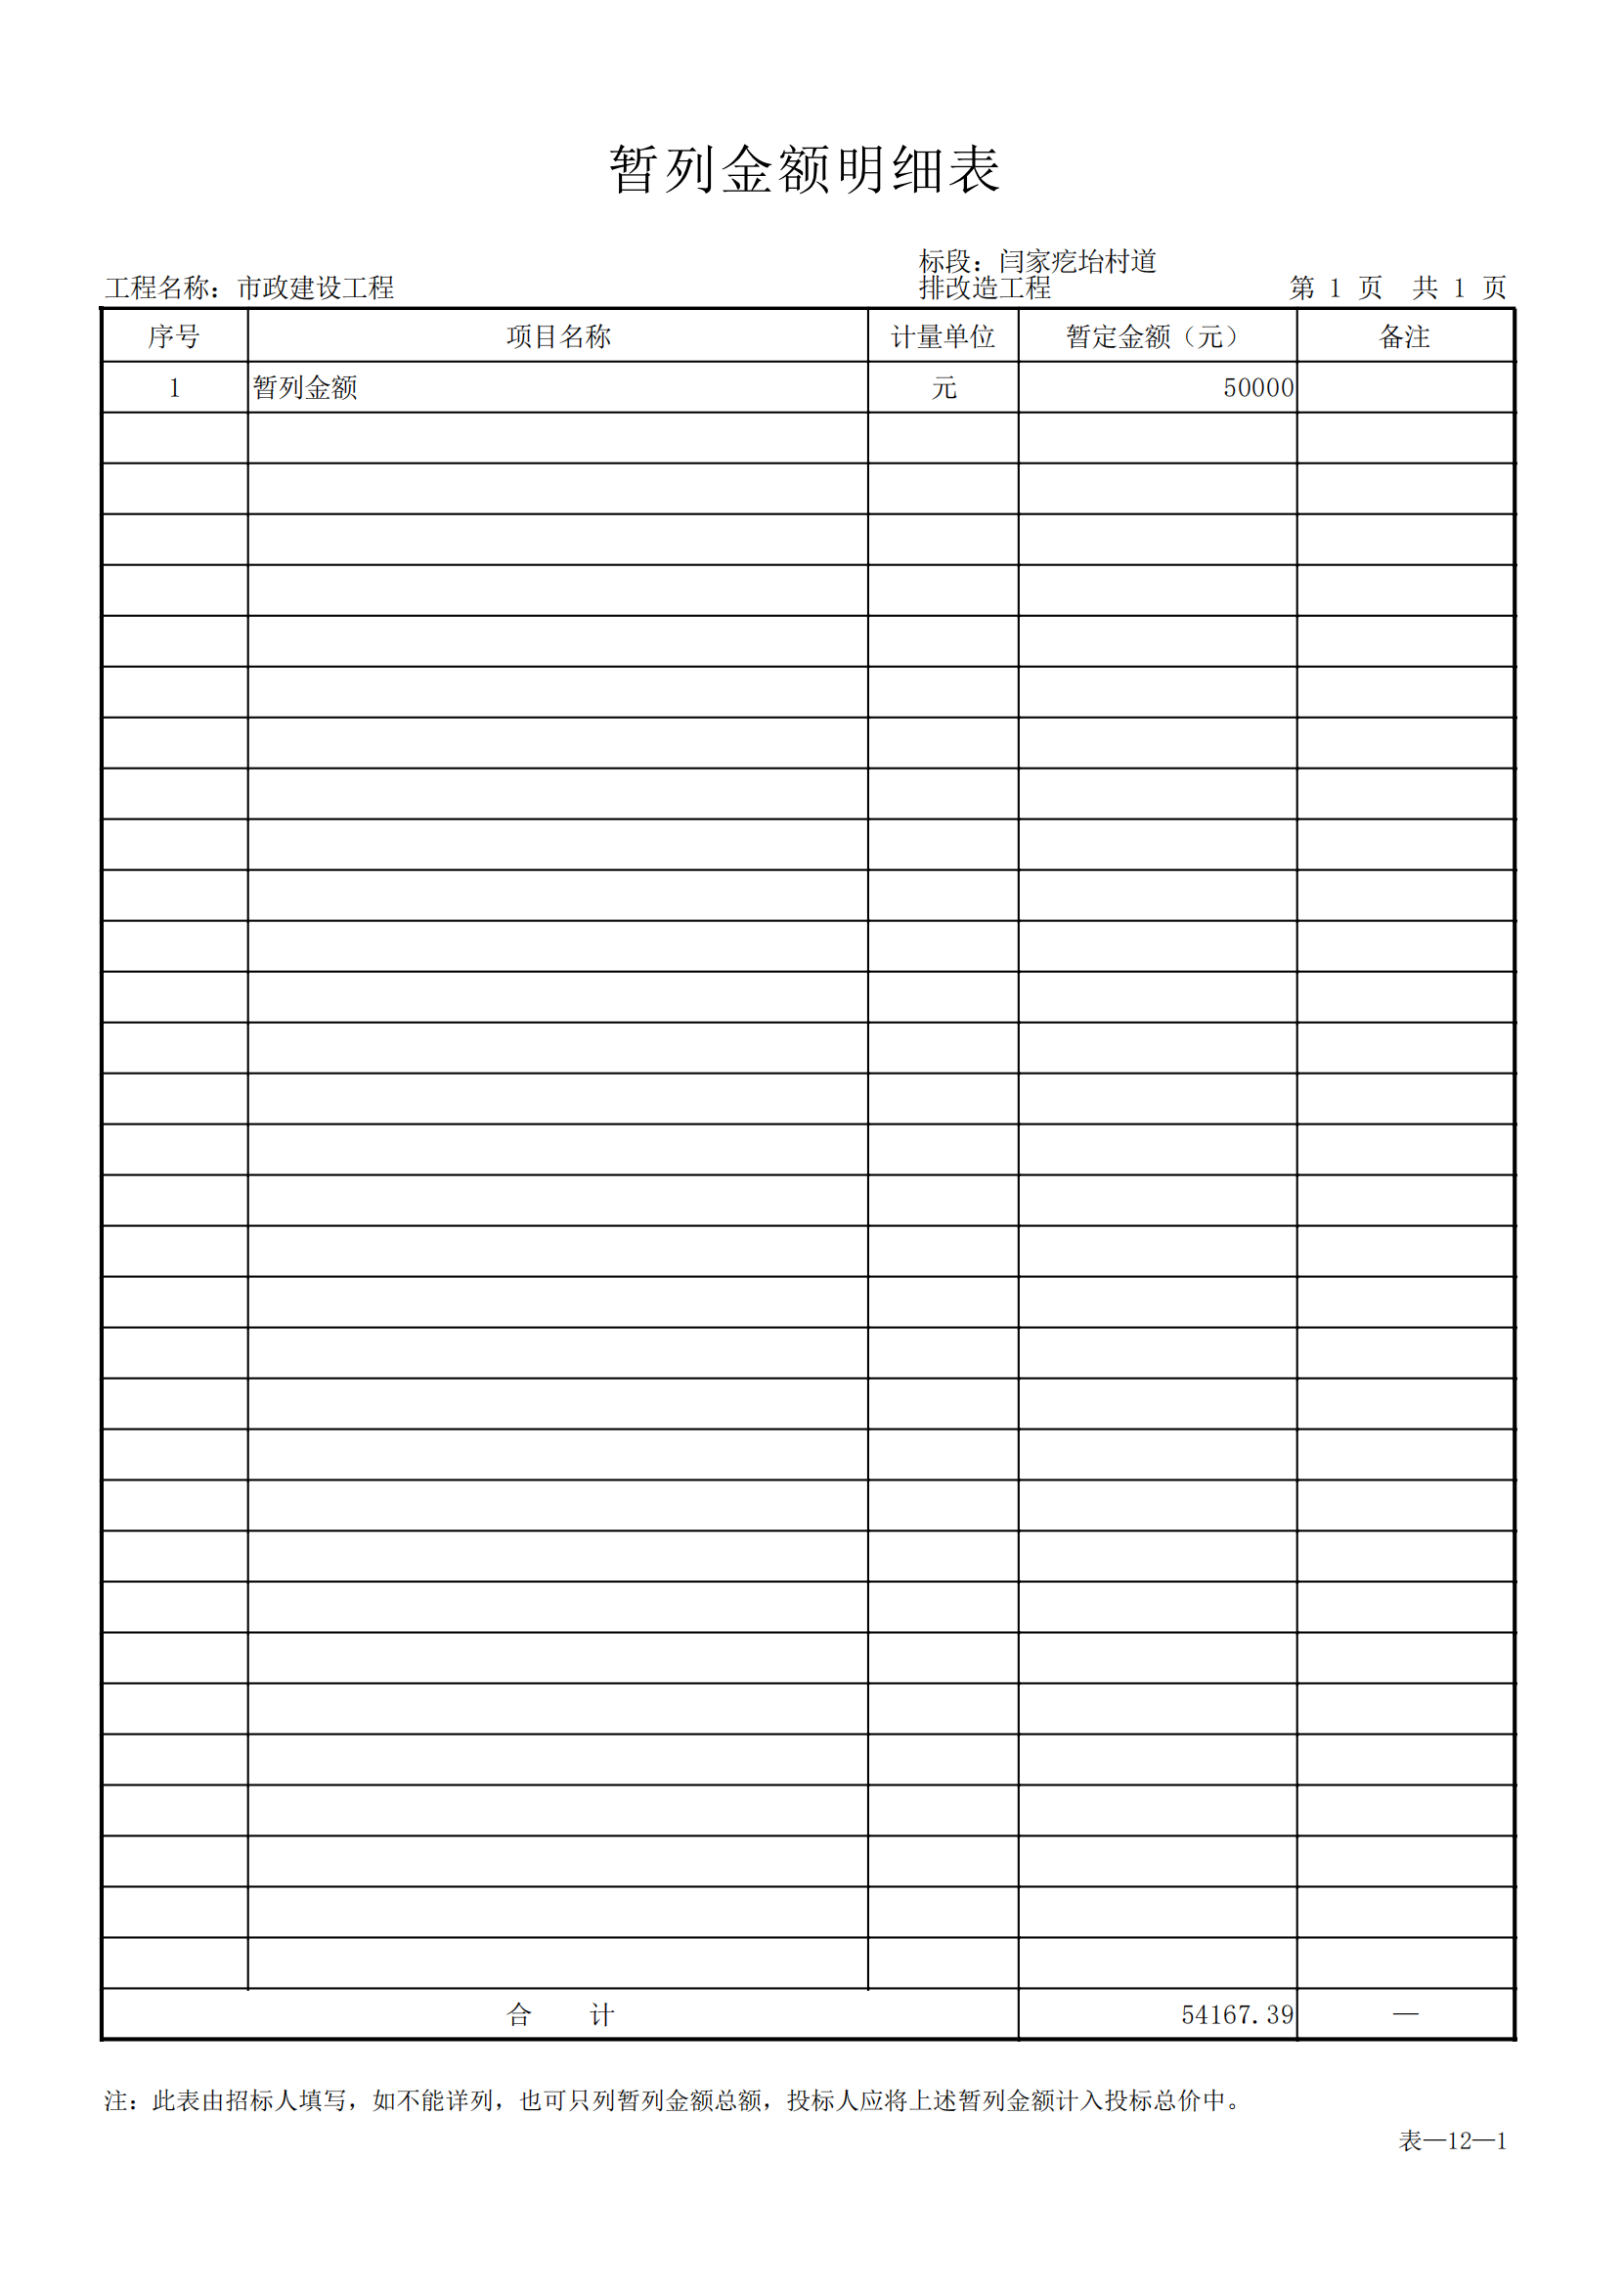 暂列金额明细表
标段：闫家疙坮村道
工程名称：市政建设工程 排改造工程 第 1 页 共 1 页
序号 项目名称 计量单位 暂定金额（元） 备注
1 暂列金额 元 50000
合 计 54167.39 —
注：此表由招标人填写，如不能详列，也可只列暂列金额总额，投标人应将上述暂列金额计入投标总价中。
表—12—1